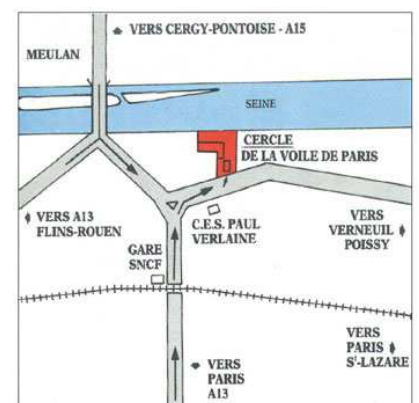 VERS CERGY-PONTOISE - A15
MEULAN
SEINE
CERCLE
DE LA VOILE DE PARIS
VERS A13
FLINS-ROUEN
C.E.S. PAUL
VERLAINE
VERS
VERNEUIL
POISSY
GARE
SNCF
VERS
PARIS
St-LAZARE
VERS
PARIS
A13